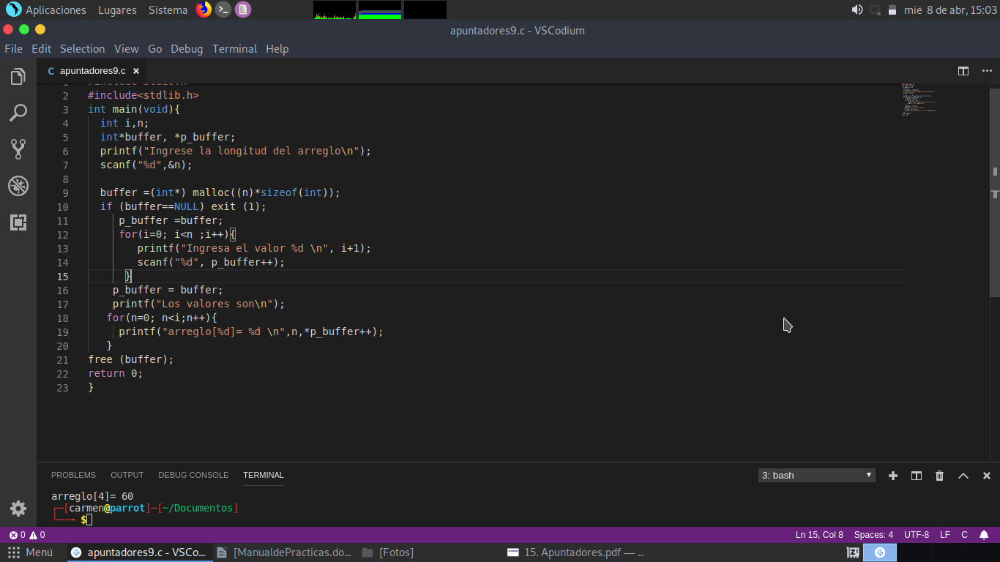 Aplicaciones Lugares Sistema mié 8 de abr, 15:03
apuntadores9.c - VSCodium
File Edit Selection View Go Debug Terminal Help
C apuntadores9.c
2 #include<stdlib.h>
3 int main(void){
4 int i,n;
5 int*buffer, *p_buffer;
6 printf("Ingrese la longitud del arreglo\n");
7 scanf("%d",&n);
8
9 buffer =(int*) malloc((n)*sizeof(int));
10 if (buffer==NULL) exit (1);
11 p_buffer =buffer;
12 for(i=0; i<n ;i++){
13 printf("Ingresa el valor %d \n", i+1);
14 scanf("%d", p_buffer++);
15 }
16 p_buffer = buffer;
17 printf("Los valores son\n");
18 for(n=0; n<i;n++){
19 printf("arreglo[%d]= %d \n",n,*p_buffer++);
20 }
21 free (buffer);
22 return 0;
23 }
PROBLEMS OUTPUT DEBUG CONSOLE TERMINAL 3: bash
arreglo[4]= 60
[carmen@parrot]─[~/Documentos]
$
0 0 Ln 15, Col 8 Spaces: 4 UTF-8 LF C
Menú apuntadores9.c - VSCo... [ManualdePracticas.do... [Fotos] 15. Apuntadores.pdf — ...